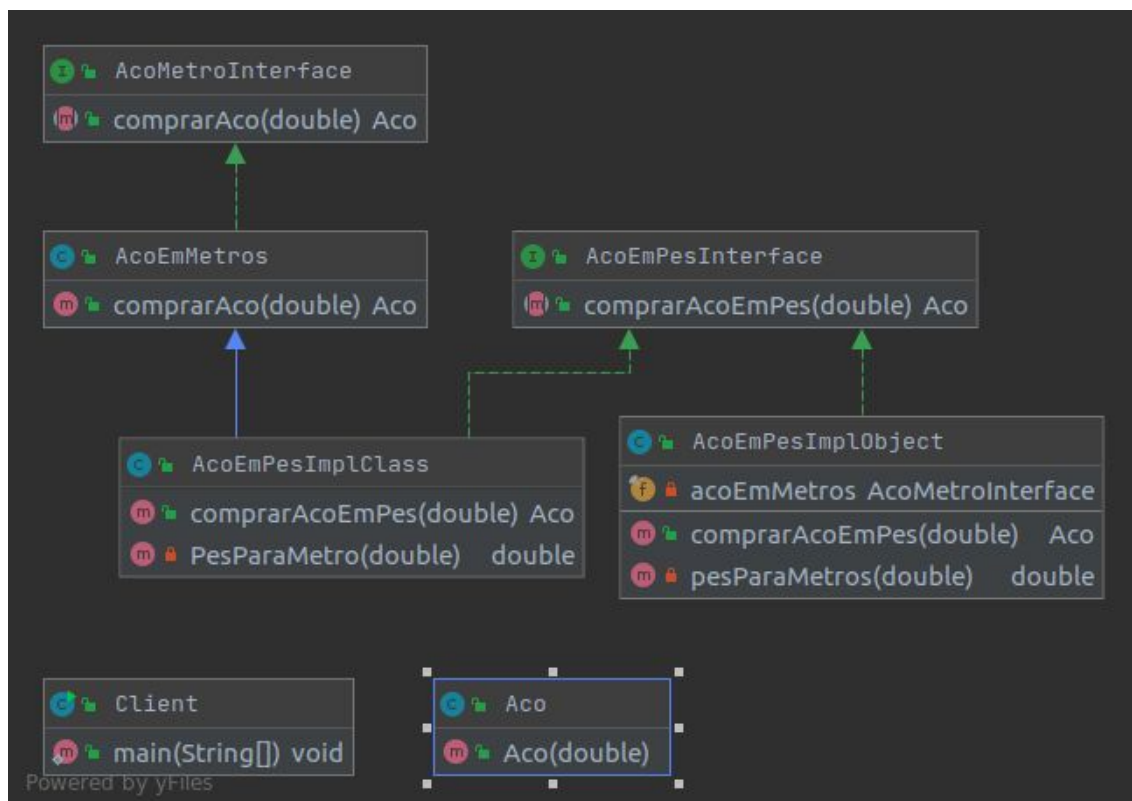 AcoMetroInterface
comprarAco(double) Aco
AcoEmMetros
comprarAco(double) Aco
AcoEmPesInterface
comprarAcoEmPes(double) Aco
AcoEmPesImplClass
comprarAcoEmPes(double) Aco
PesParaMetro(double) double
AcoEmPesImplObject
acoEmMetros AcoMetroInterface
comprarAcoEmPes(double) Aco
pesParaMetros(double) double
Client
main(String[]) void
Aco
Aco(double)
Powered by yFiles